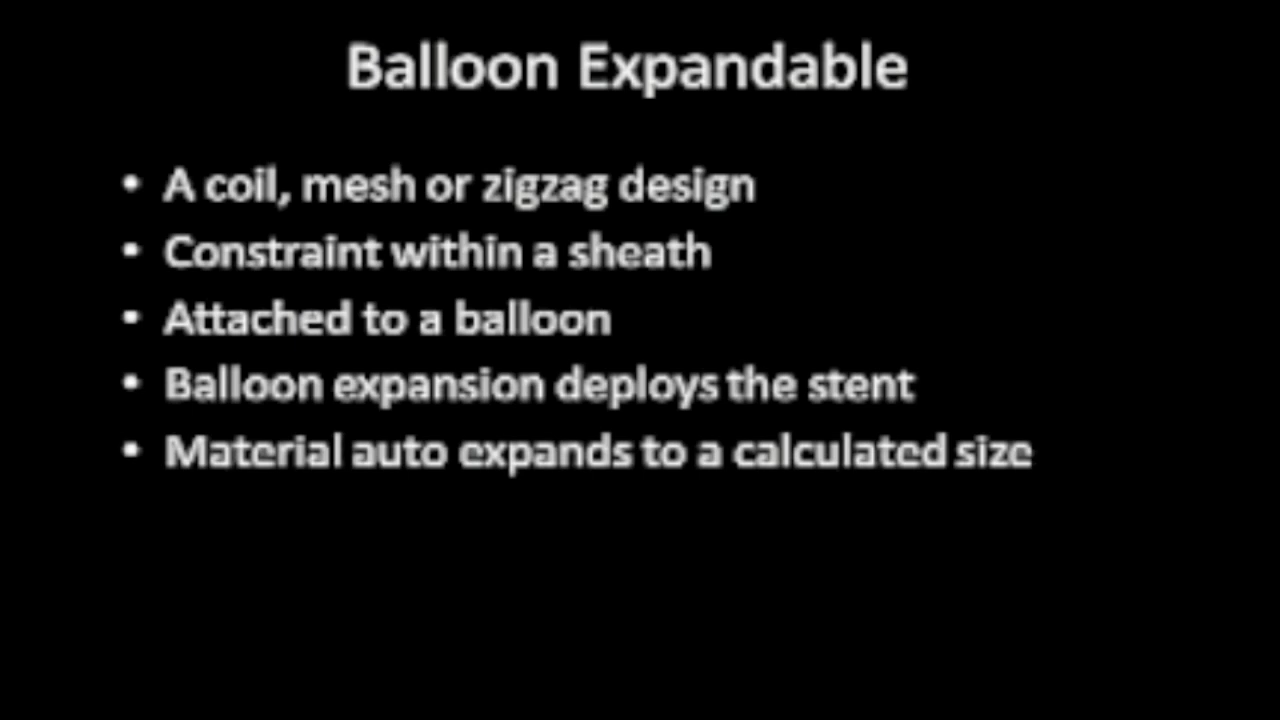 Balloon Expandable
• A coil, mesh or zigzag design
• Constraint within a sheath
• Attached to a balloon
• Balloon expansion deploys the stent
• Material auto expands to a calculated size